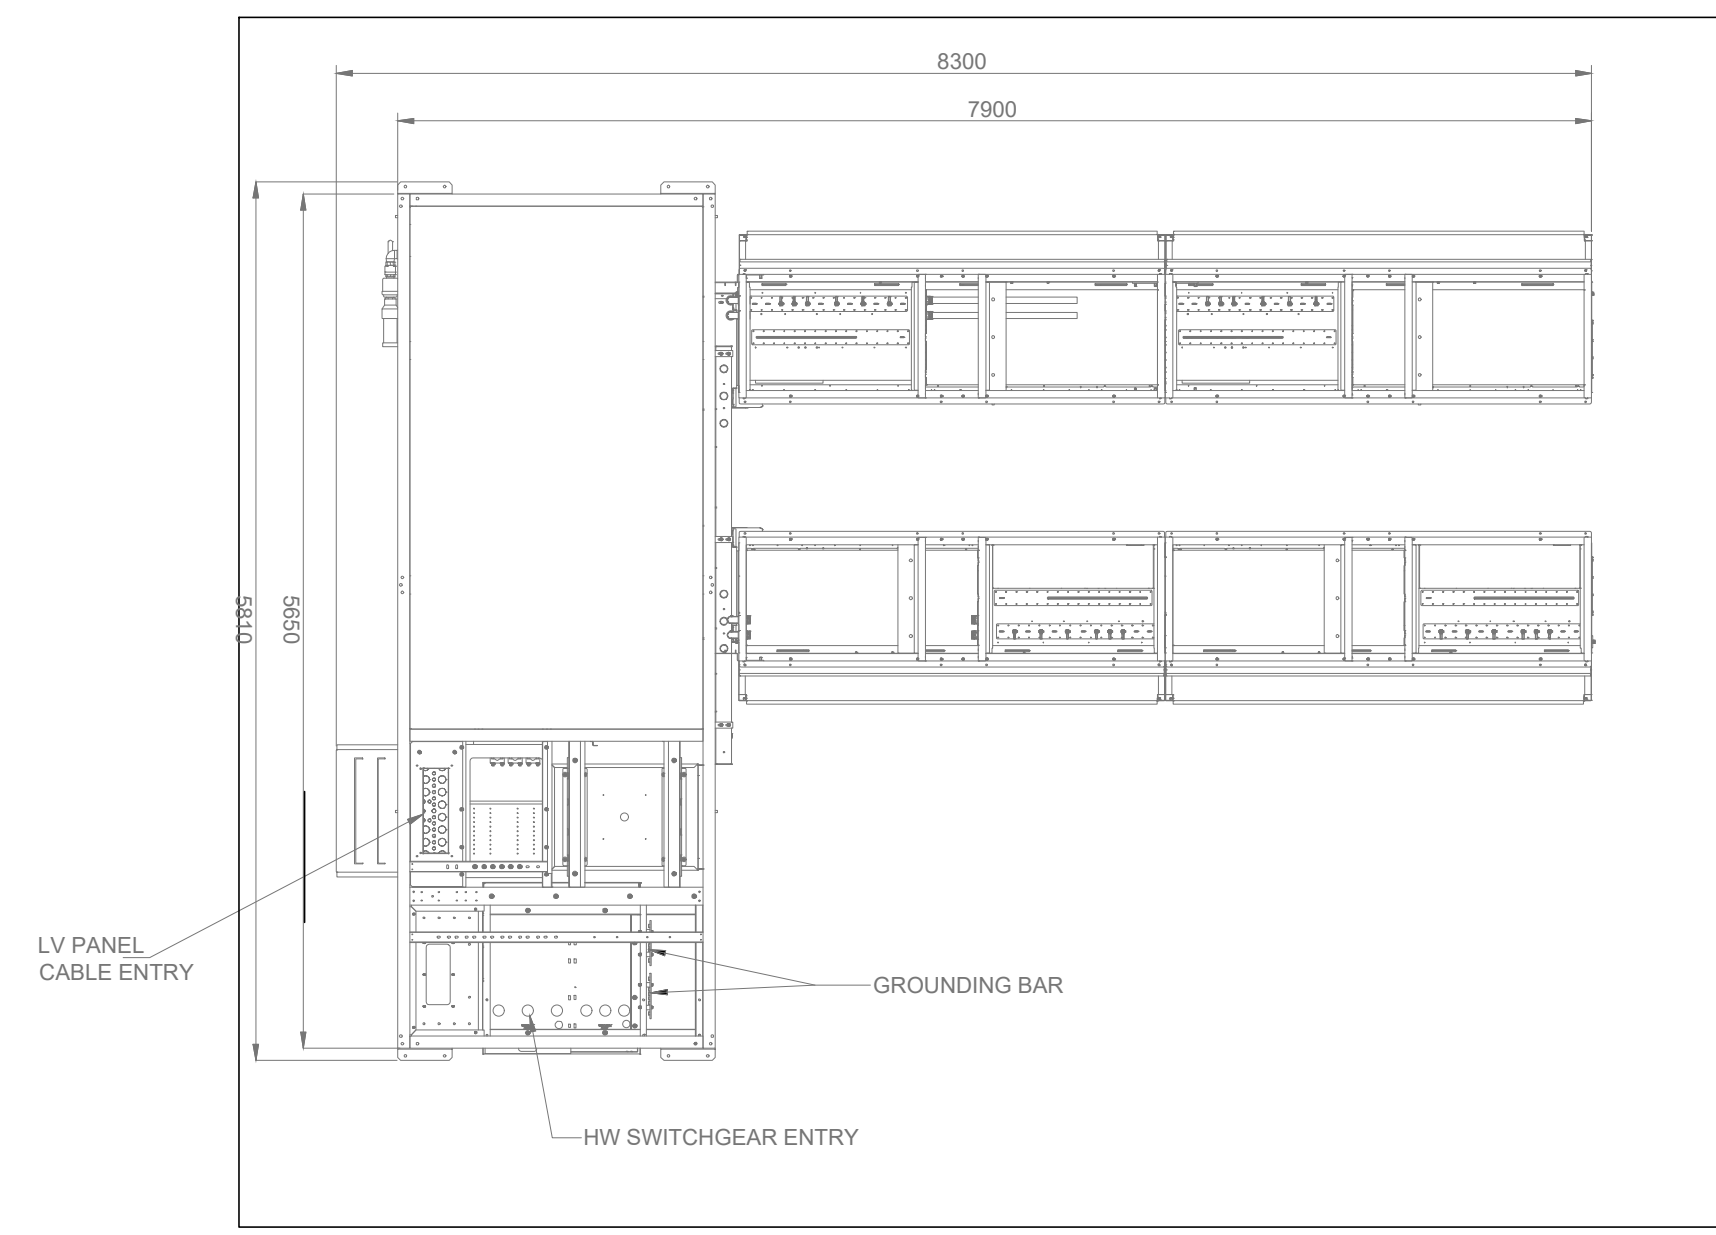 8300
7900
5810
5650
LV PANEL
CABLE ENTRY
GROUNDING BAR
HW SWITCHGEAR ENTRY